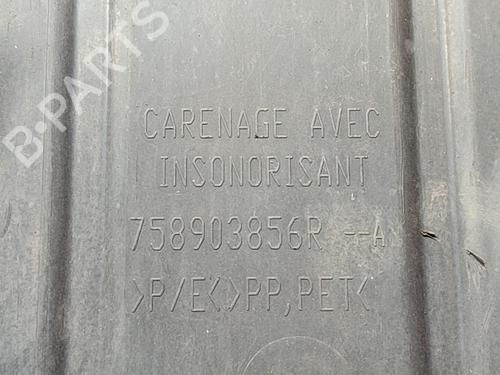 B-PARTS
CARENAGE AVEC
INSONORISANT
758903856R --A
>P/E<>PP,PET<